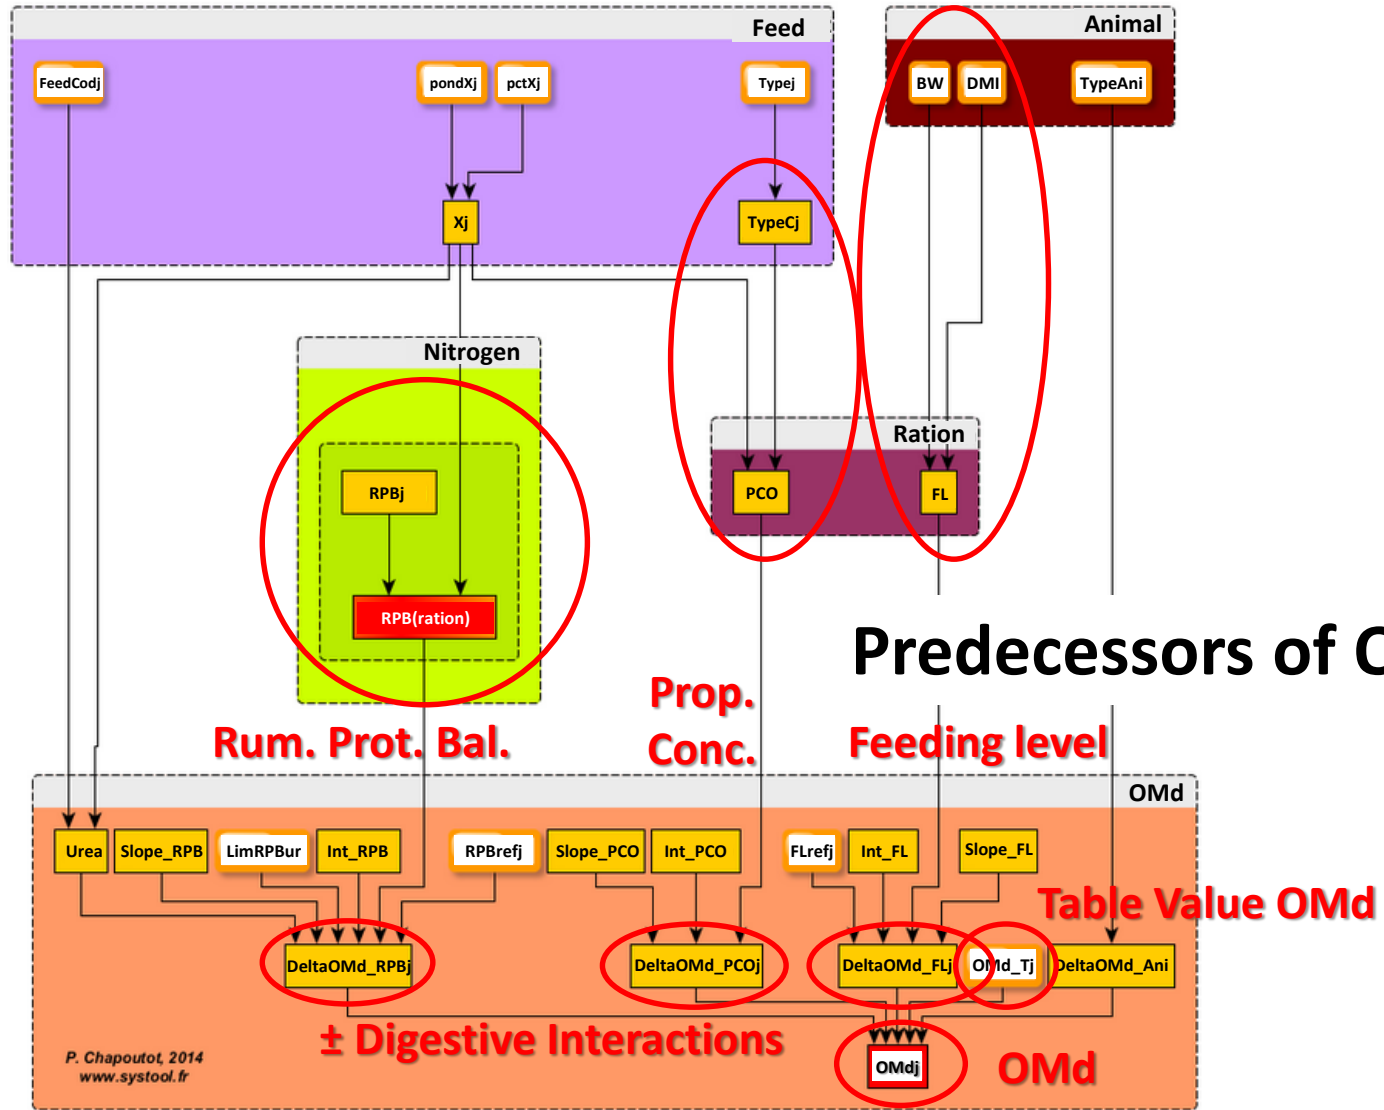 Feed
Animal
FeedCodj
pondXj
pctXj
Typej
BW
DMI
TypeAni
Xj
TypeCj
Nitrogen
Ration
RPBj
PCO
FL
RPB(ration)
Predecessors of O
Prop.
Conc.
Rum. Prot. Bal.
Feeding level
OMd
Urea
Slope_RPB
LimRPBur
Int_RPB
RPBrefj
Slope_PCO
Int_PCO
FLrefj
Int_FL
Slope_FL
Table Value OMd
DeltaOMd_RPBj
DeltaOMd_PCOj
DeltaOMd_FLj
OMd_Tj
DeltaOMd_Ani
± Digestive Interactions
P. Chapoutot, 2014
www.systool.fr
OMdj
OMd